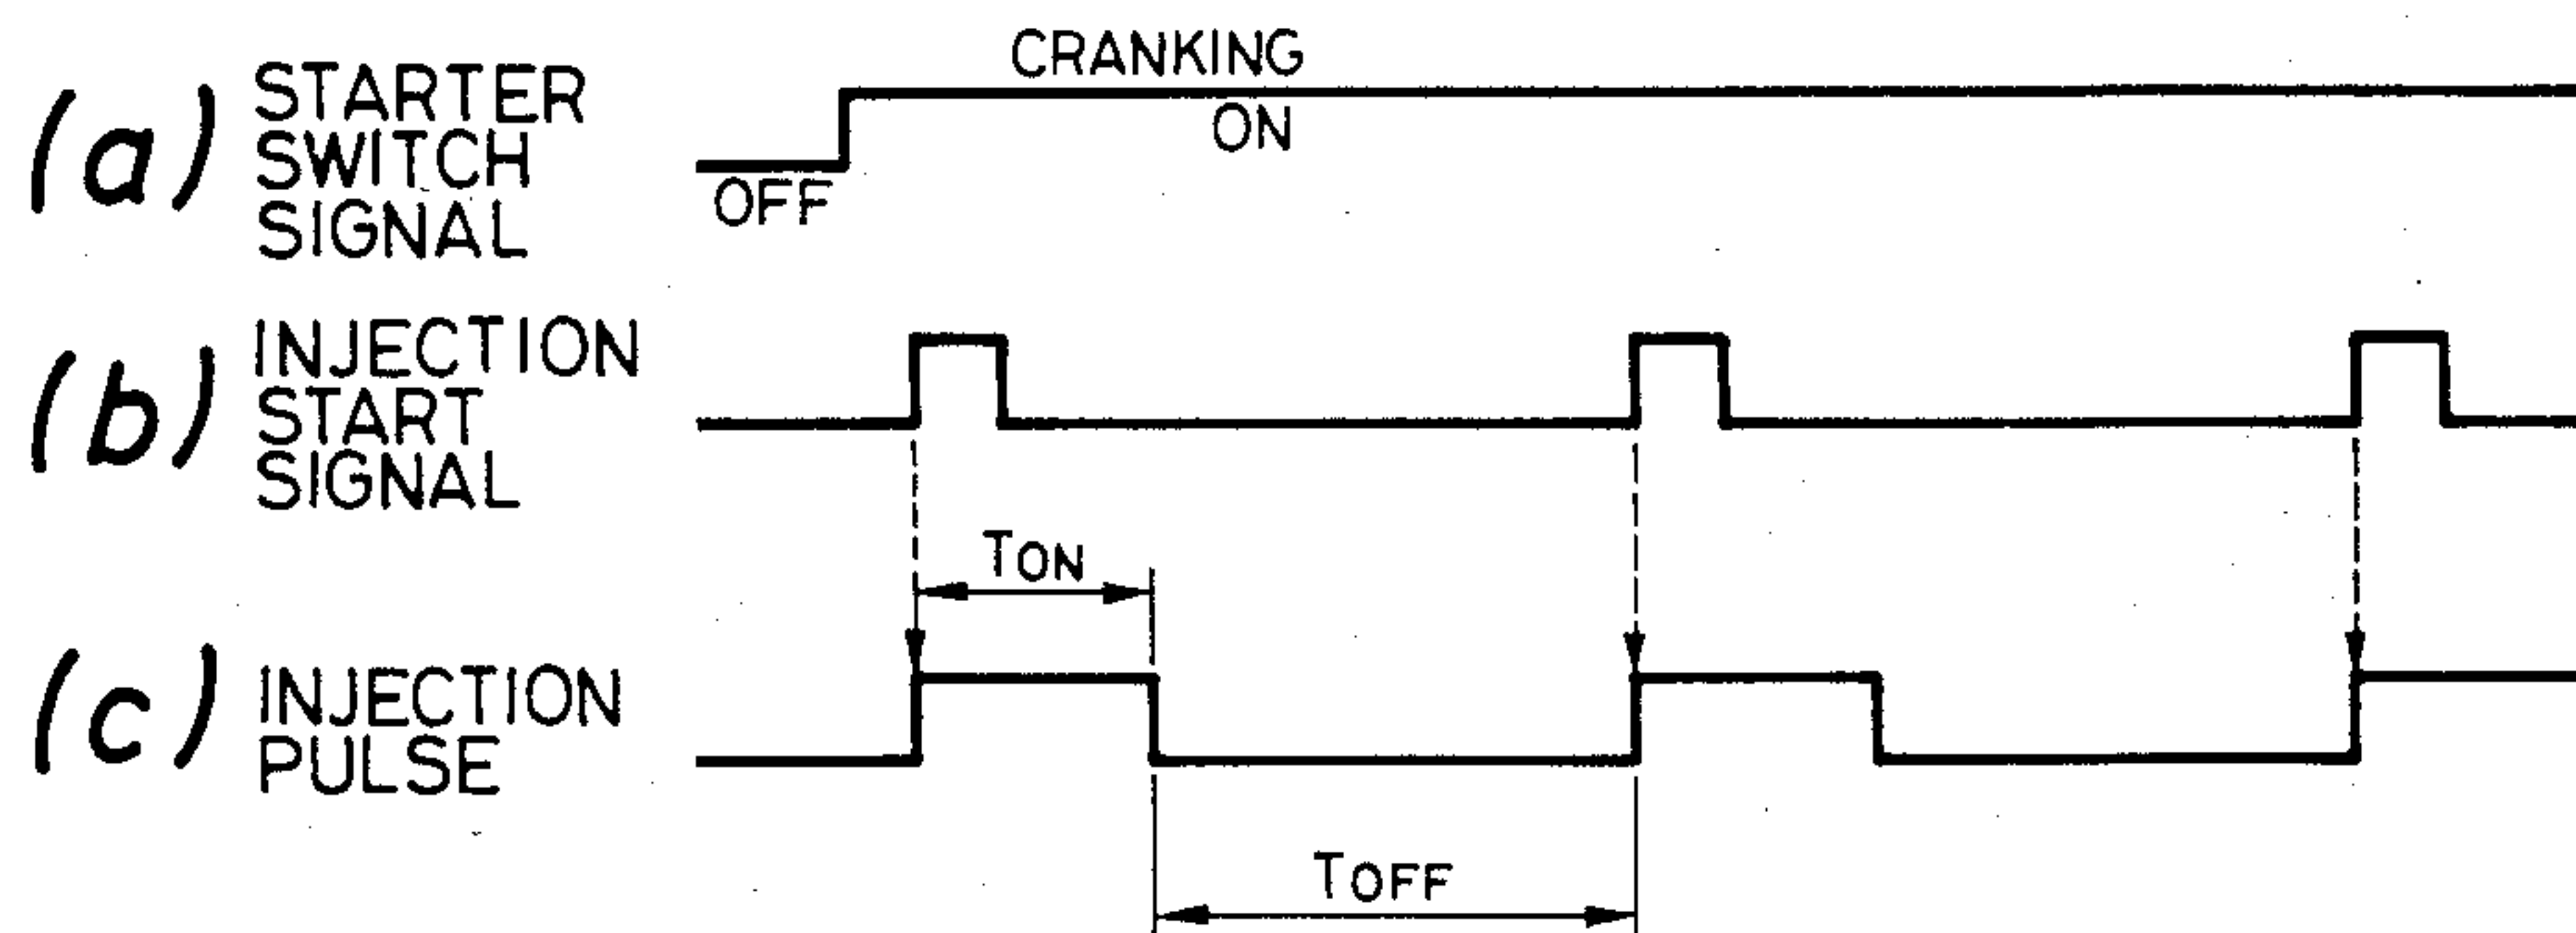 CRANKING
(a) STARTER
SWITCH
SIGNAL
ON
OFF
(b) INJECTION
START
SIGNAL
TON
(c) INJECTION
PULSE
TOFF